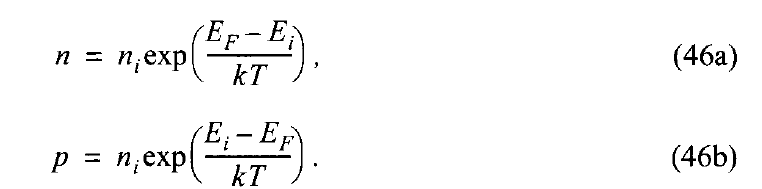 n = n_i exp((E_F − E_i)/kT), (46a)
p = n_i exp((E_i − E_F)/kT). (46b)